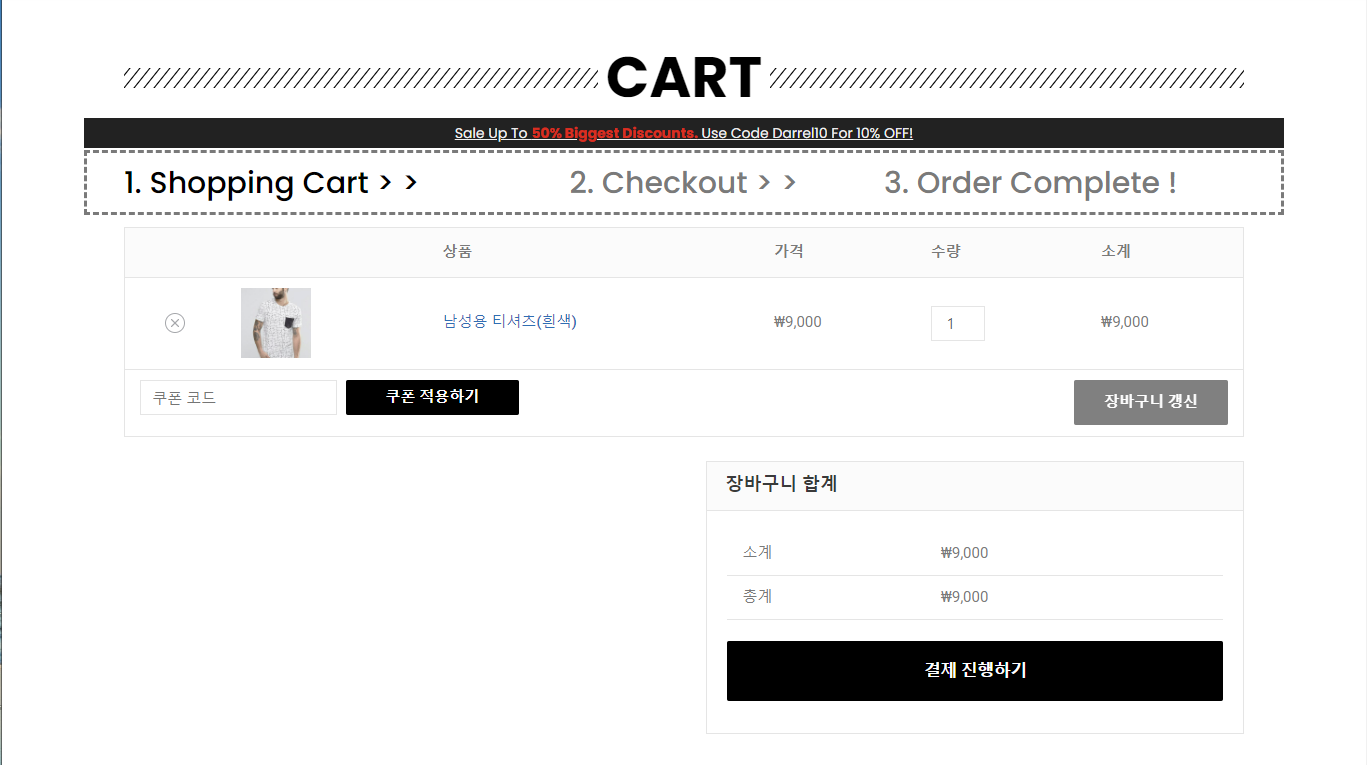 CART
Sale Up To 50% Biggest Discounts. Use Code Darrel10 For 10% OFF!
1. Shopping Cart > > 2. Checkout > > 3. Order Complete !
상품 가격 수량 소계
남성용 티셔츠(흰색) ₩9,000 1 ₩9,000
쿠폰 코드 쿠폰 적용하기 장바구니 갱신
장바구니 합계
소계 ₩9,000
총계 ₩9,000
결제 진행하기